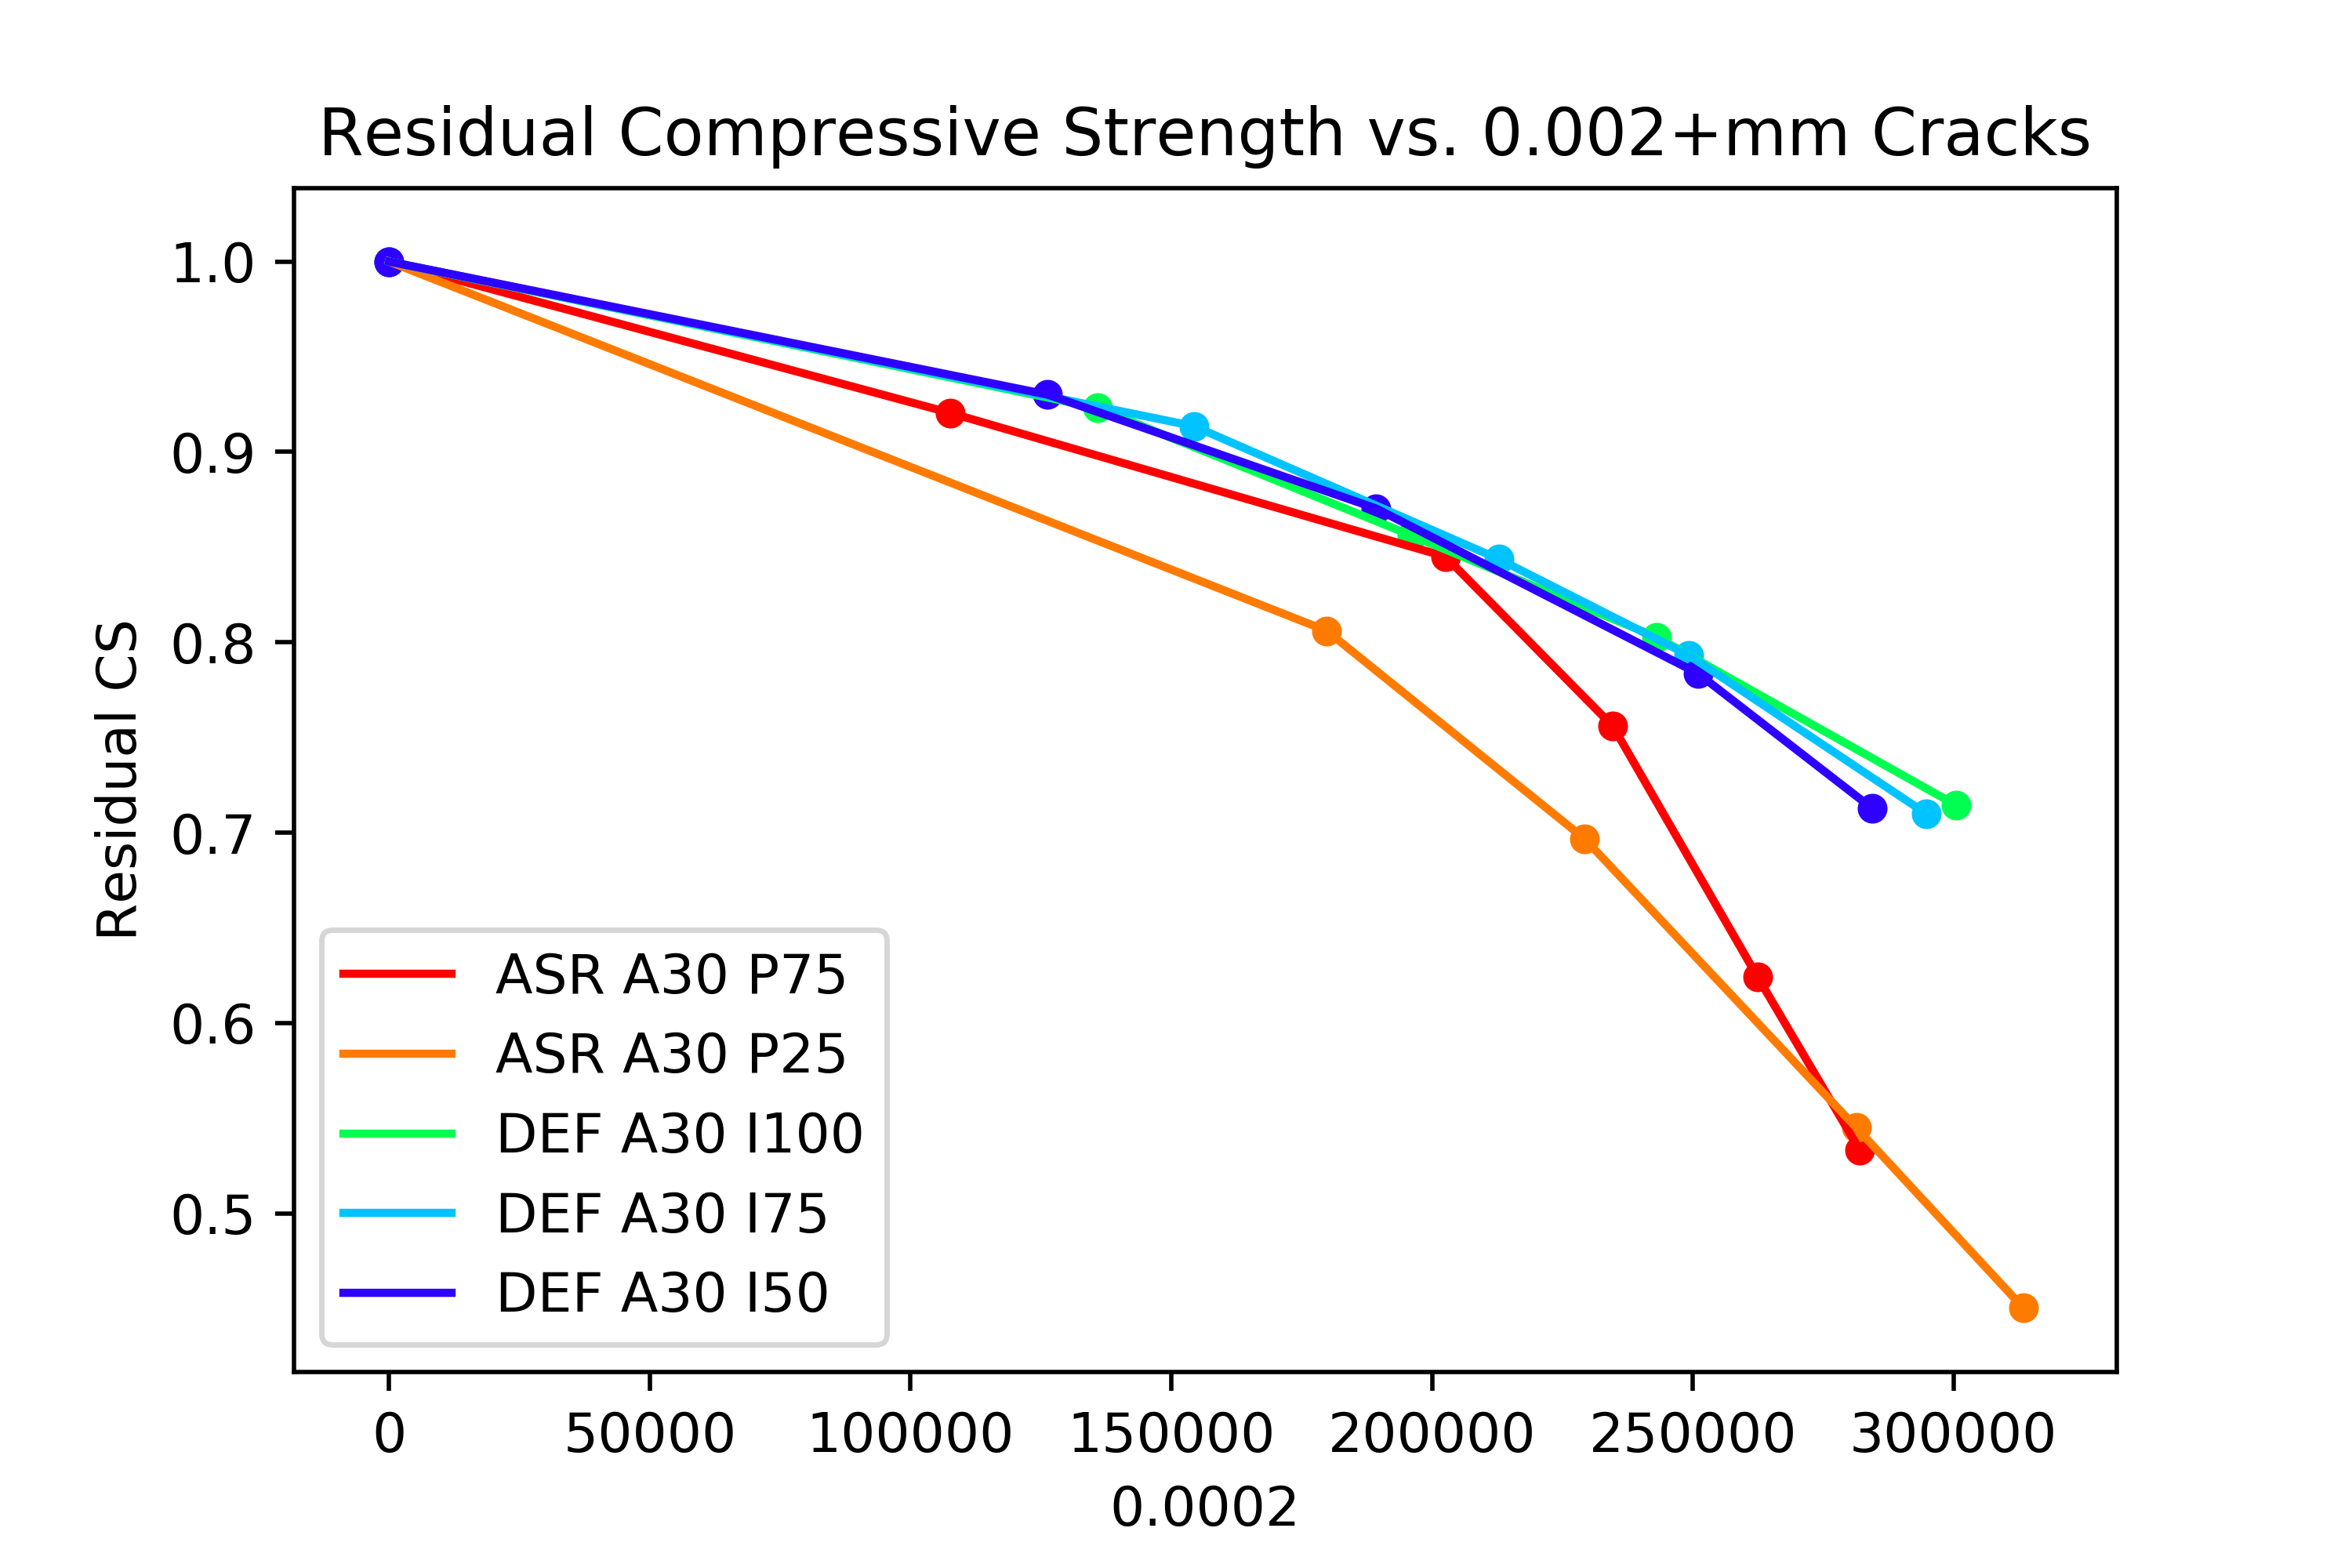 Residual Compressive Strength vs. 0.002+mm Cracks
Residual CS
1.0
0.9
0.8
0.7
0.6
0.5
ASR A30 P75
ASR A30 P25
DEF A30 I100
DEF A30 I75
DEF A30 I50
0 50000 100000 150000 200000 250000 300000
0.0002